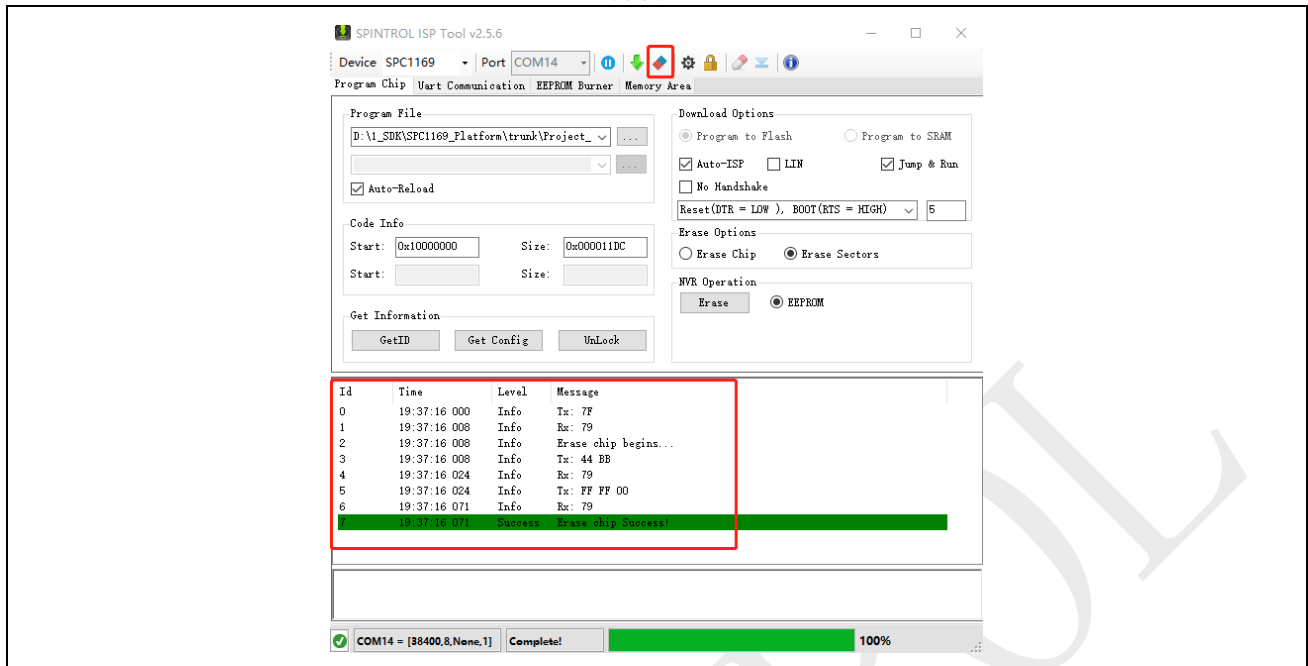 SPINTROL ISP Tool v2.5.6
Device SPC1169 Port COM14
Program Chip Uart Communication EEPROM Burner Memory Area
Program File
D:\1_SDK\SPC1169_Platform\trunk\Project_ ...
...
Auto-Reload
Code Info
Start: 0x10000000 Size: 0x000011DC
Start: Size:
Get Information
GetID Get Config UnLock
Download Options
Program to Flash Program to SRAM
Auto-ISP LIN Jump & Run
No Handshake
Reset(DTR = LOW ), BOOT(RTS = HIGH) 5
Erase Options
Erase Chip Erase Sectors
NVR Operation
Erase EEPROM
Id Time Level Message
0 19:37:16 000 Info Tx: 7F
1 19:37:16 008 Info Rx: 79
2 19:37:16 008 Info Erase chip begins...
3 19:37:16 008 Info Tx: 44 BB
4 19:37:16 024 Info Rx: 79
5 19:37:16 024 Info Tx: FF FF 00
6 19:37:16 071 Info Rx: 79
7 19:37:16 071 Success Erase chip Success!
COM14 = [38400,8,None,1] Complete! 100%